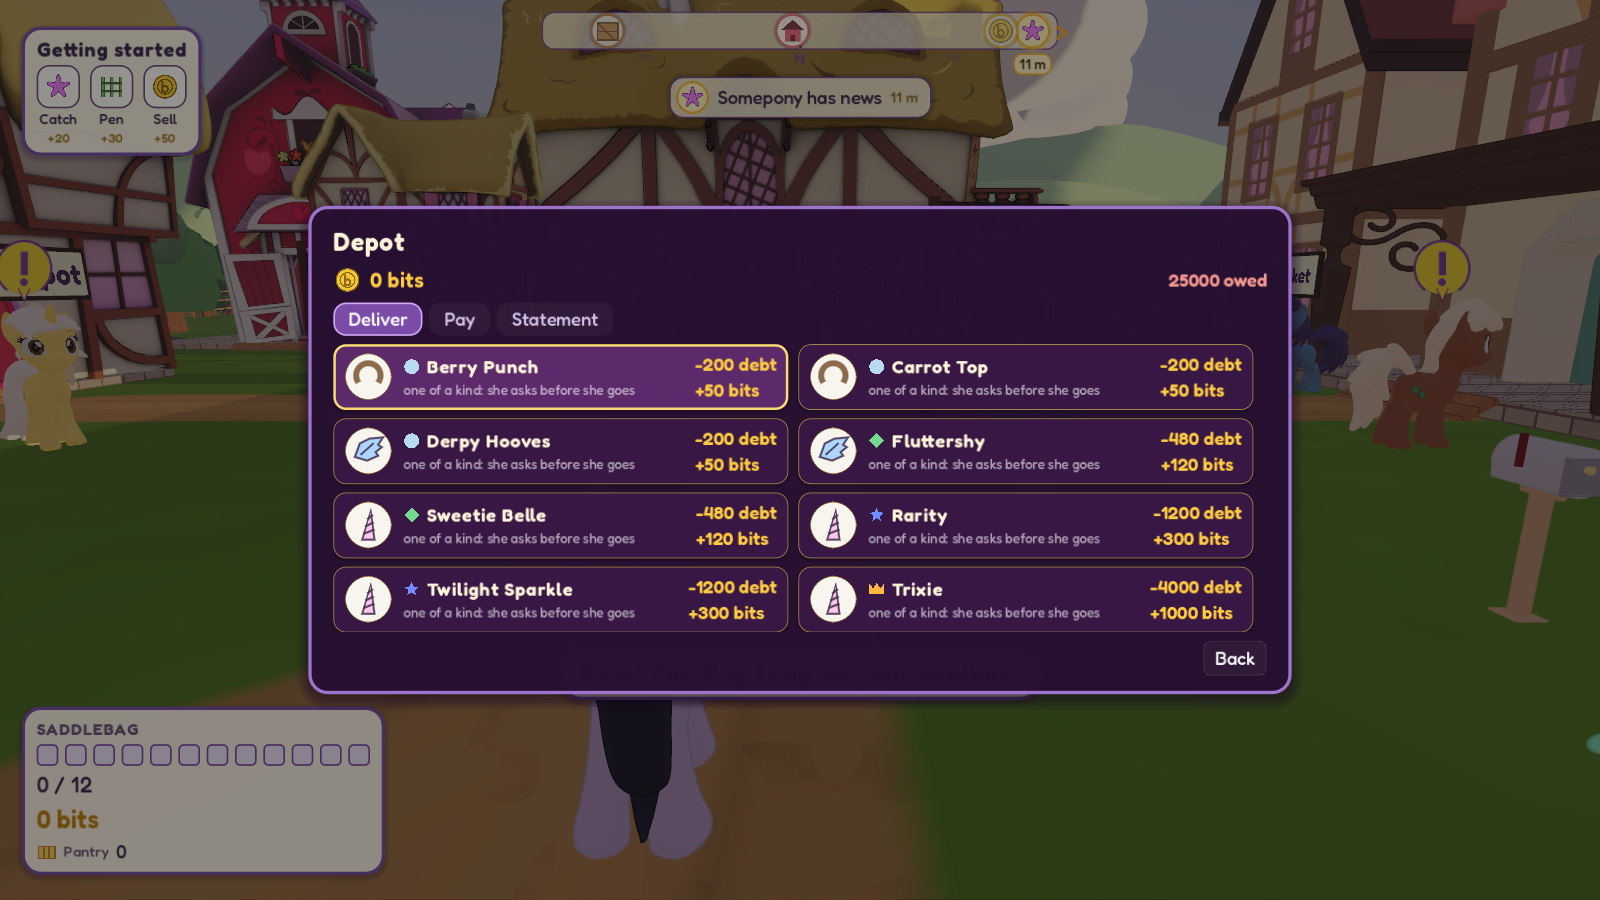 Getting started
Catch Pen Sell
+20 +30 +50
N
11 m
Somepony has news 11 m
Depot
0 bits
25000 owed
Deliver Pay Statement
Berry Punch
-200 debt
one of a kind: she asks before she goes
+50 bits
Carrot Top
-200 debt
one of a kind: she asks before she goes
+50 bits
Derpy Hooves
-200 debt
one of a kind: she asks before she goes
+50 bits
Fluttershy
-480 debt
one of a kind: she asks before she goes
+120 bits
Sweetie Belle
-480 debt
one of a kind: she asks before she goes
+120 bits
Rarity
-1200 debt
one of a kind: she asks before she goes
+300 bits
Twilight Sparkle
-1200 debt
one of a kind: she asks before she goes
+300 bits
Trixie
-4000 debt
one of a kind: she asks before she goes
+1000 bits
Back
SADDLEBAG
0 / 12
0 bits
Pantry 0